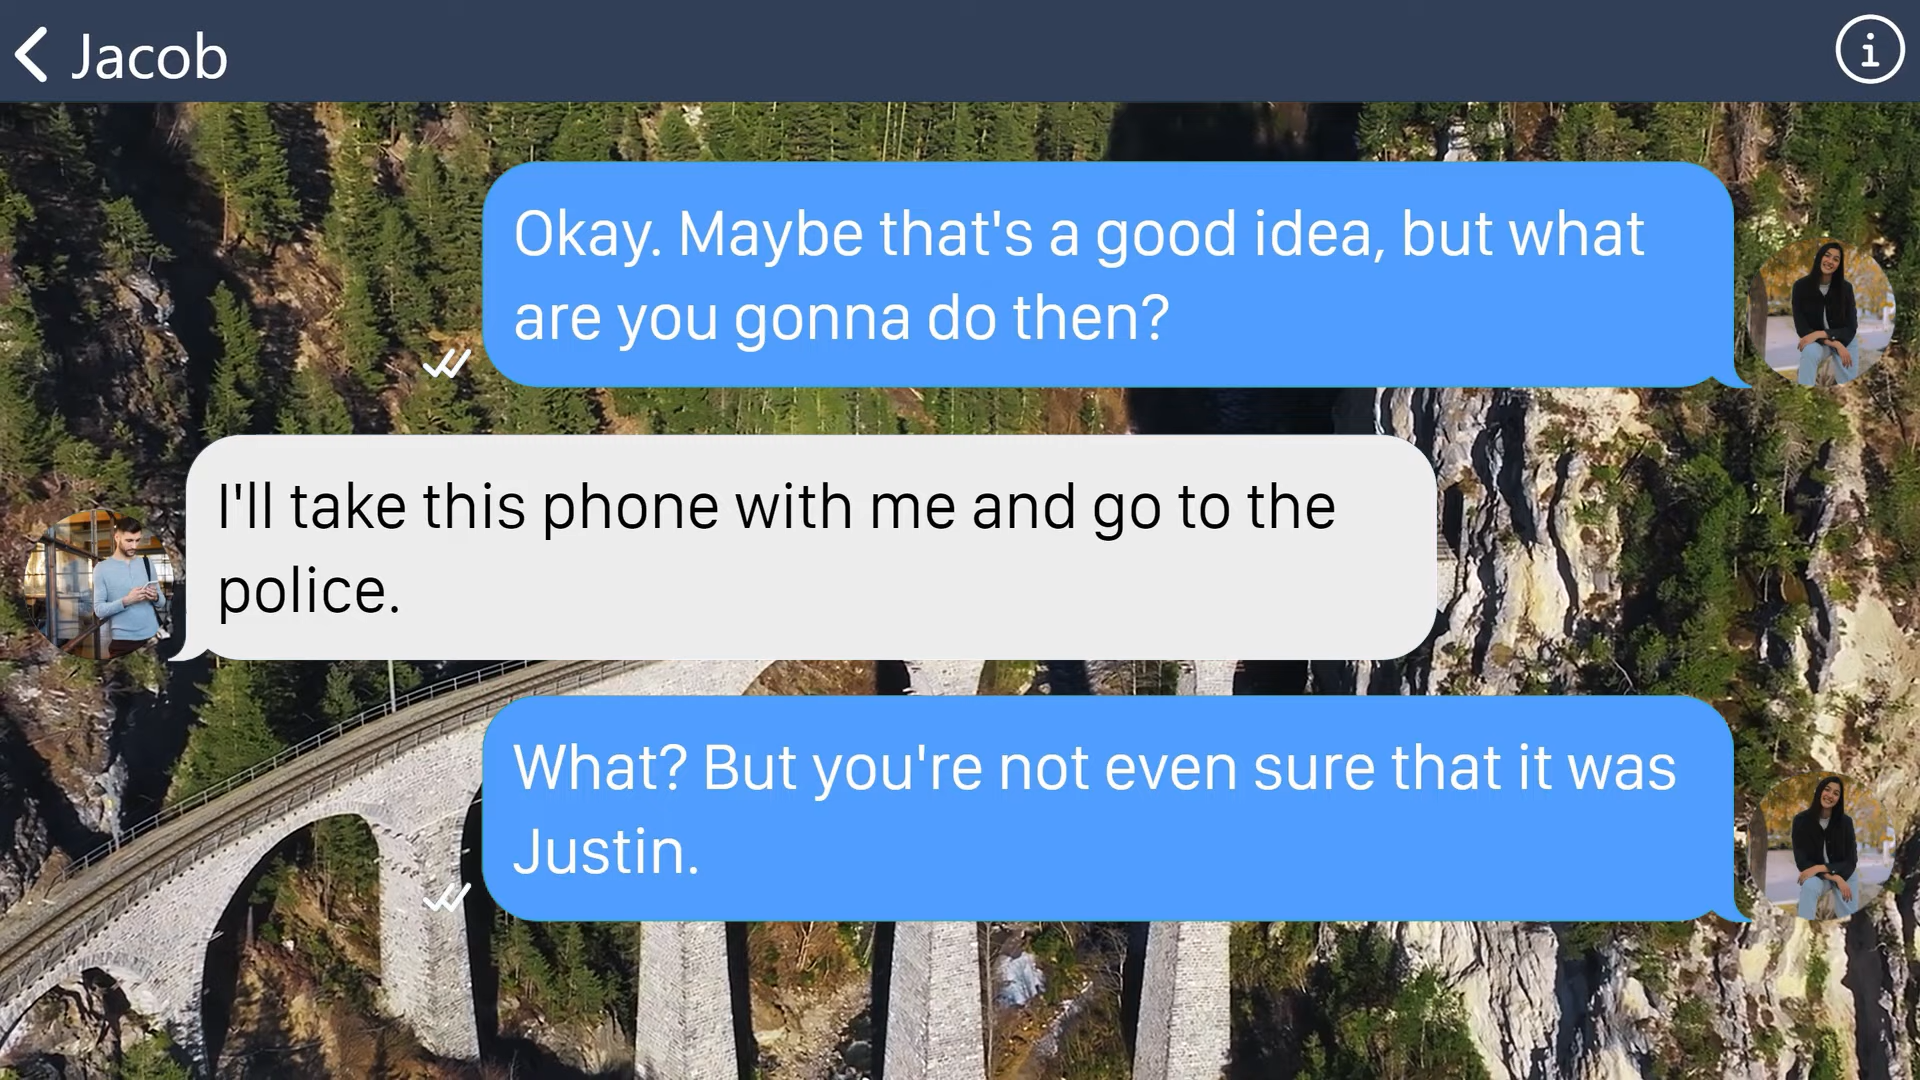 Jacob
Okay. Maybe that's a good idea, but what
are you gonna do then?
I'll take this phone with me and go to the
police.
What? But you're not even sure that it was
Justin.